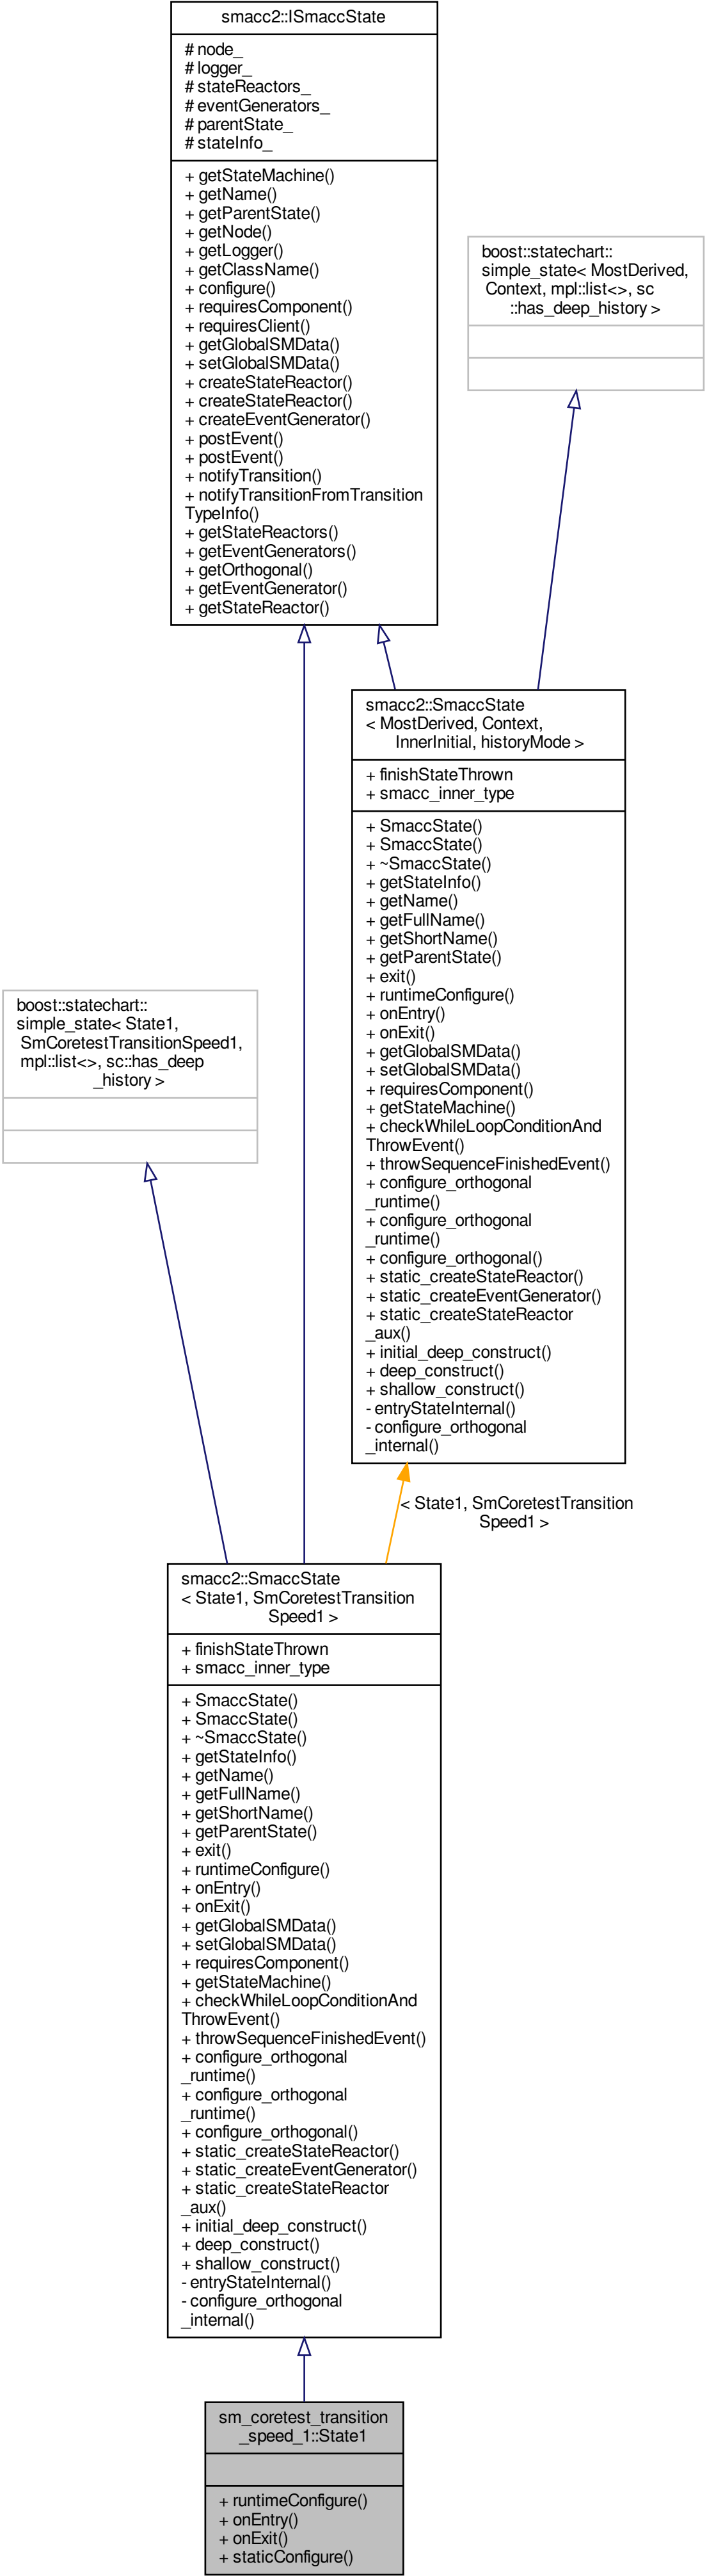 smacc2::ISmaccState
# node_
# logger_
# stateReactors_
# eventGenerators_
# parentState_
# stateInfo_
+ getStateMachine()
+ getName()
+ getParentState()
+ getNode()
+ getLogger()
+ getClassName()
+ configure()
+ requiresComponent()
+ requiresClient()
+ getGlobalSMData()
+ setGlobalSMData()
+ createStateReactor()
+ createStateReactor()
+ createEventGenerator()
+ postEvent()
+ postEvent()
+ notifyTransition()
+ notifyTransitionFromTransition
TypeInfo()
+ getStateReactors()
+ getEventGenerators()
+ getOrthogonal()
+ getEventGenerator()
+ getStateReactor()
boost::statechart::
simple_state< MostDerived,
Context, mpl::list<>, sc
::has_deep_history >
smacc2::SmaccState
< MostDerived, Context,
InnerInitial, historyMode >
+ finishStateThrown
+ smacc_inner_type
+ SmaccState()
+ SmaccState()
+ ~SmaccState()
+ getStateInfo()
+ getName()
+ getFullName()
+ getShortName()
+ getParentState()
+ exit()
+ runtimeConfigure()
+ onEntry()
+ onExit()
+ getGlobalSMData()
+ setGlobalSMData()
+ requiresComponent()
+ getStateMachine()
+ checkWhileLoopConditionAnd
ThrowEvent()
+ throwSequenceFinishedEvent()
+ configure_orthogonal
_runtime()
+ configure_orthogonal
_runtime()
+ configure_orthogonal()
+ static_createStateReactor()
+ static_createEventGenerator()
+ static_createStateReactor
_aux()
+ initial_deep_construct()
+ deep_construct()
+ shallow_construct()
- entryStateInternal()
- configure_orthogonal
_internal()
boost::statechart::
simple_state< State1,
SmCoretestTransitionSpeed1,
mpl::list<>, sc::has_deep
_history >
< State1, SmCoretestTransition
Speed1 >
smacc2::SmaccState
< State1, SmCoretestTransition
Speed1 >
+ finishStateThrown
+ smacc_inner_type
+ SmaccState()
+ SmaccState()
+ ~SmaccState()
+ getStateInfo()
+ getName()
+ getFullName()
+ getShortName()
+ getParentState()
+ exit()
+ runtimeConfigure()
+ onEntry()
+ onExit()
+ getGlobalSMData()
+ setGlobalSMData()
+ requiresComponent()
+ getStateMachine()
+ checkWhileLoopConditionAnd
ThrowEvent()
+ throwSequenceFinishedEvent()
+ configure_orthogonal
_runtime()
+ configure_orthogonal
_runtime()
+ configure_orthogonal()
+ static_createStateReactor()
+ static_createEventGenerator()
+ static_createStateReactor
_aux()
+ initial_deep_construct()
+ deep_construct()
+ shallow_construct()
- entryStateInternal()
- configure_orthogonal
_internal()
sm_coretest_transition
_speed_1::State1
+ runtimeConfigure()
+ onEntry()
+ onExit()
+ staticConfigure()